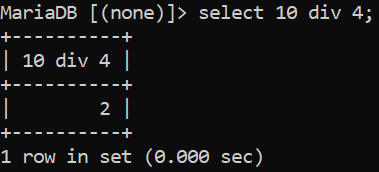 MariaDB [(none)]> select 10 div 4;
+----------+
| 10 div 4 |
+----------+
|        2 |
+----------+
1 row in set (0.000 sec)